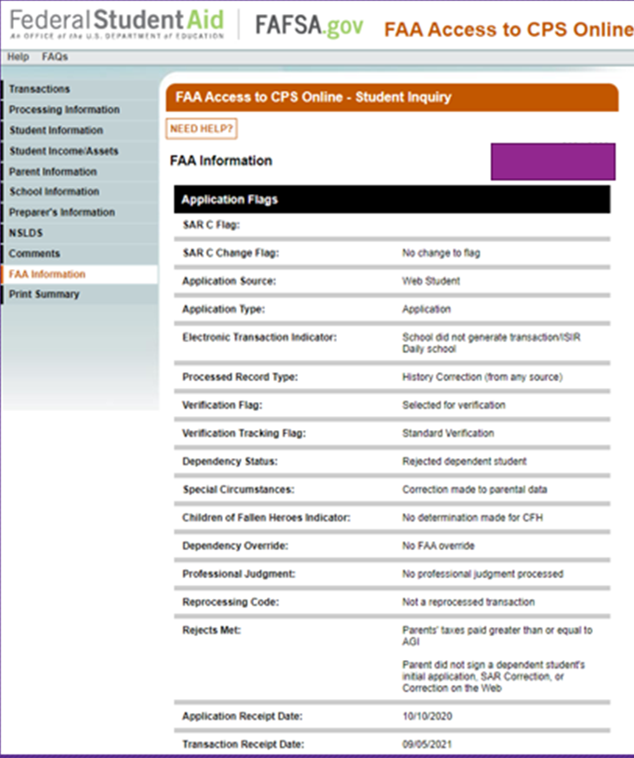 Federal Student Aid
An OFFICE of the U.S. DEPARTMENT of EDUCATION
FAFSA.gov
FAA Access to CPS Online
Help FAQs
Transactions
Processing Information
Student Information
Student Income/Assets
Parent Information
School Information
Preparer's Information
NSLDS
Comments
FAA Information
Print Summary
FAA Access to CPS Online - Student Inquiry
NEED HELP?
FAA Information
Application Flags
SAR C Flag:
SAR C Change Flag: No change to flag
Application Source: Web Student
Application Type: Application
Electronic Transaction Indicator: School did not generate transaction/ISIR
Daily school
Processed Record Type: History Correction (from any source)
Verification Flag: Selected for verification
Verification Tracking Flag: Standard Verification
Dependency Status: Rejected dependent student
Special Circumstances: Correction made to parental data
Children of Fallen Heroes Indicator: No determination made for CFH
Dependency Override: No FAA override
Professional Judgment: No professional judgment processed
Reprocessing Code: Not a reprocessed transaction
Rejects Met: Parents' taxes paid greater than or equal to
AGI
Parent did not sign a dependent student's
initial application, SAR Correction, or
Correction on the Web
Application Receipt Date: 10/10/2020
Transaction Receipt Date: 09/05/2021